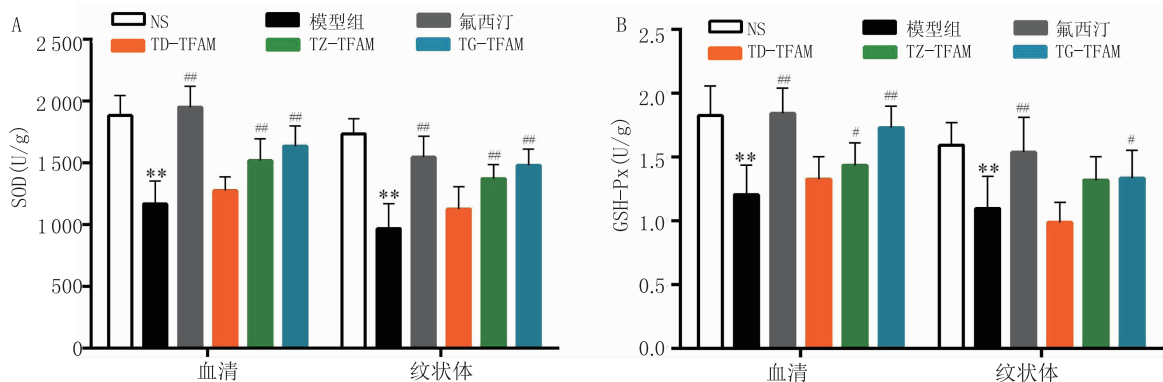 A
NS 模型组 氟西汀
TD-TFAM TZ-TFAM TG-TFAM
SOD(U/g)
2 500
2 000
1 500
1 000
500
0
** ## ## ## ** ## ## ##
血清 纹状体
B
NS 模型组 氟西汀
TD-TFAM TZ-TFAM TG-TFAM
GSH-Px(U/g)
2.5
2.0
1.5
1.0
0.5
0.0
** ## # ## ** ## #
血清 纹状体